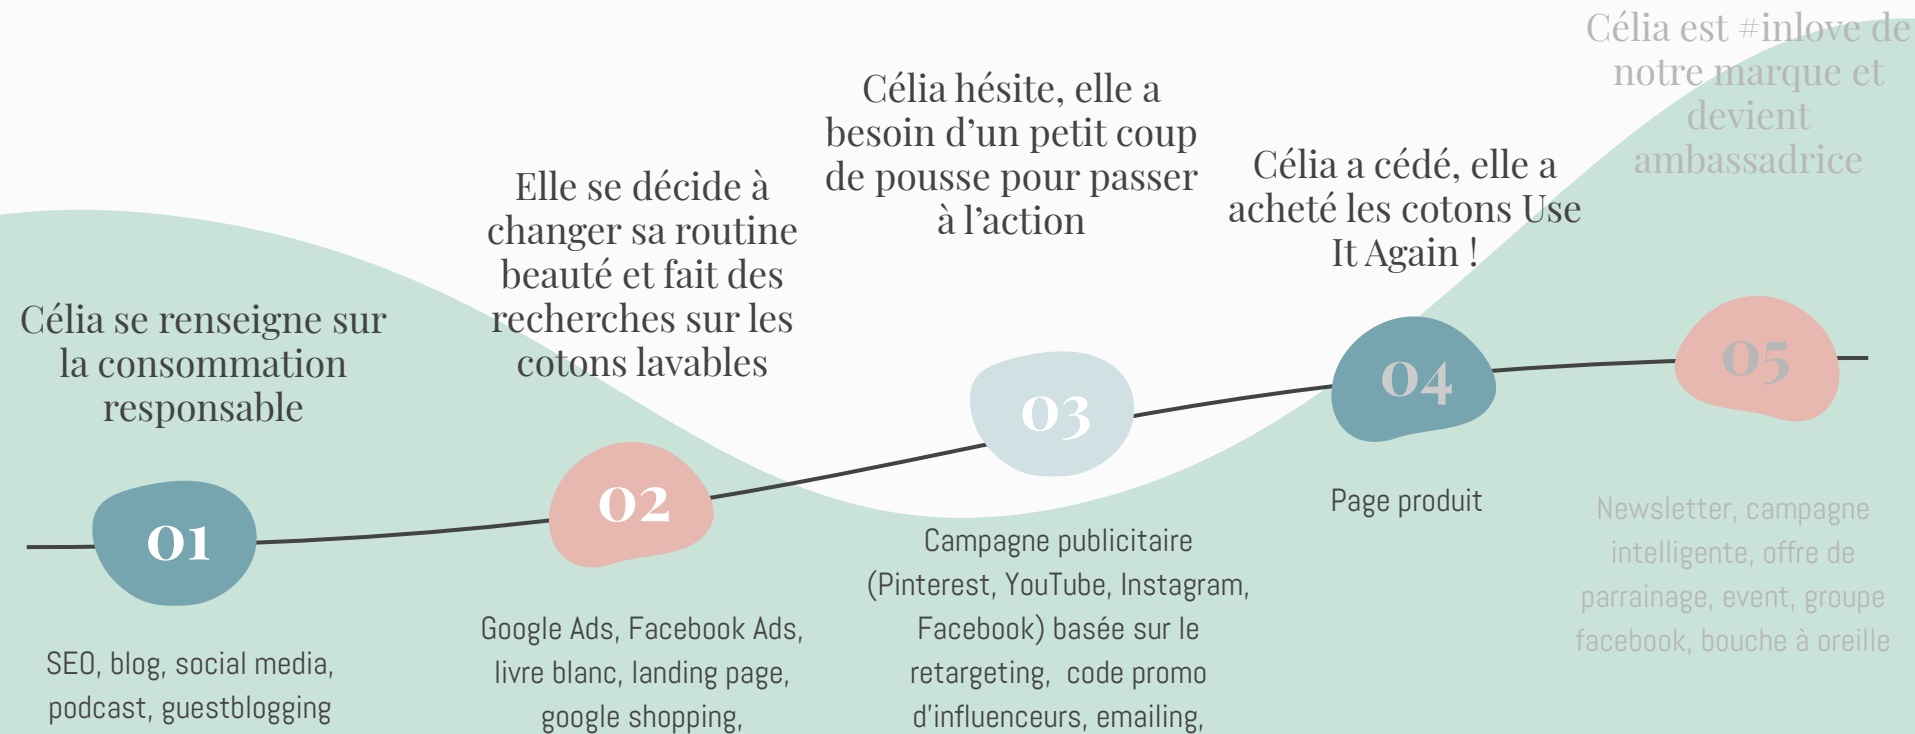 Célia se renseigne sur
la consommation
responsable
01
SEO, blog, social media,
podcast, guestblogging
Elle se décide à
changer sa routine
beauté et fait des
recherches sur les
cotons lavables
02
Google Ads, Facebook Ads,
livre blanc, landing page,
google shopping,
Célia hésite, elle a
besoin d’un petit coup
de pousse pour passer
à l’action
03
Campagne publicitaire
(Pinterest, YouTube, Instagram,
Facebook) basée sur le
retargeting,  code promo
d’influenceurs, emailing,
Célia a cédé, elle a
acheté les cotons Use
It Again !
04
Page produit
Célia est #inlove de
notre marque et
devient
ambassadrice
05
Newsletter, campagne
intelligente, offre de
parrainage, event, groupe
facebook, bouche à oreille